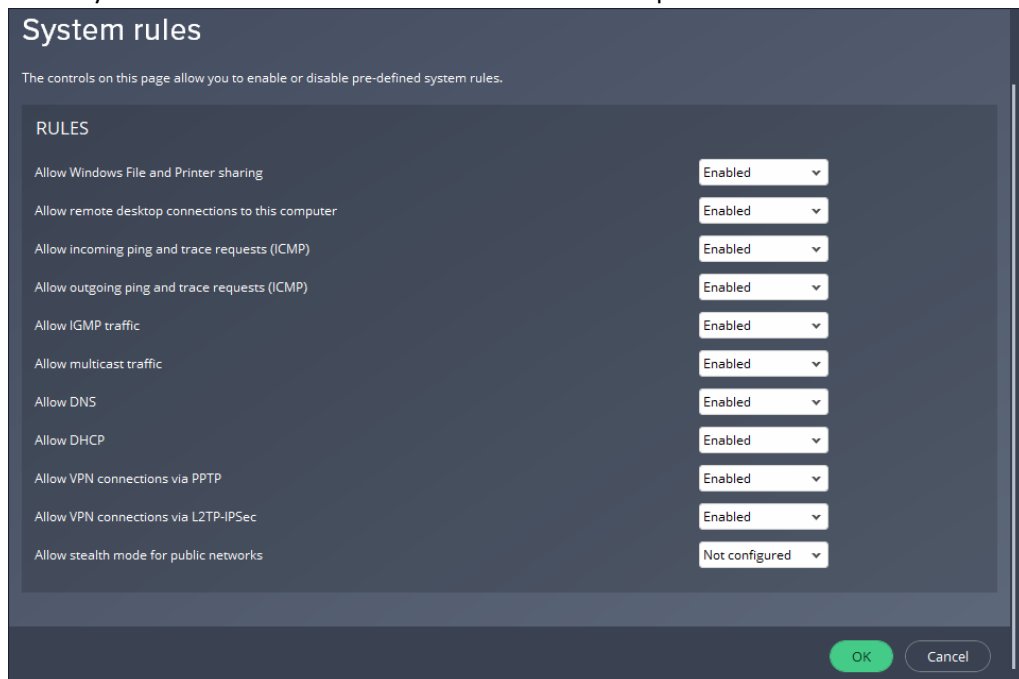 System rules
The controls on this page allow you to enable or disable pre-defined system rules.
RULES
Allow Windows File and Printer sharing Enabled
Allow remote desktop connections to this computer Enabled
Allow incoming ping and trace requests (ICMP) Enabled
Allow outgoing ping and trace requests (ICMP) Enabled
Allow IGMP traffic Enabled
Allow multicast traffic Enabled
Allow DNS Enabled
Allow DHCP Enabled
Allow VPN connections via PPTP Enabled
Allow VPN connections via L2TP-IPSec Enabled
Allow stealth mode for public networks Not configured
OK Cancel